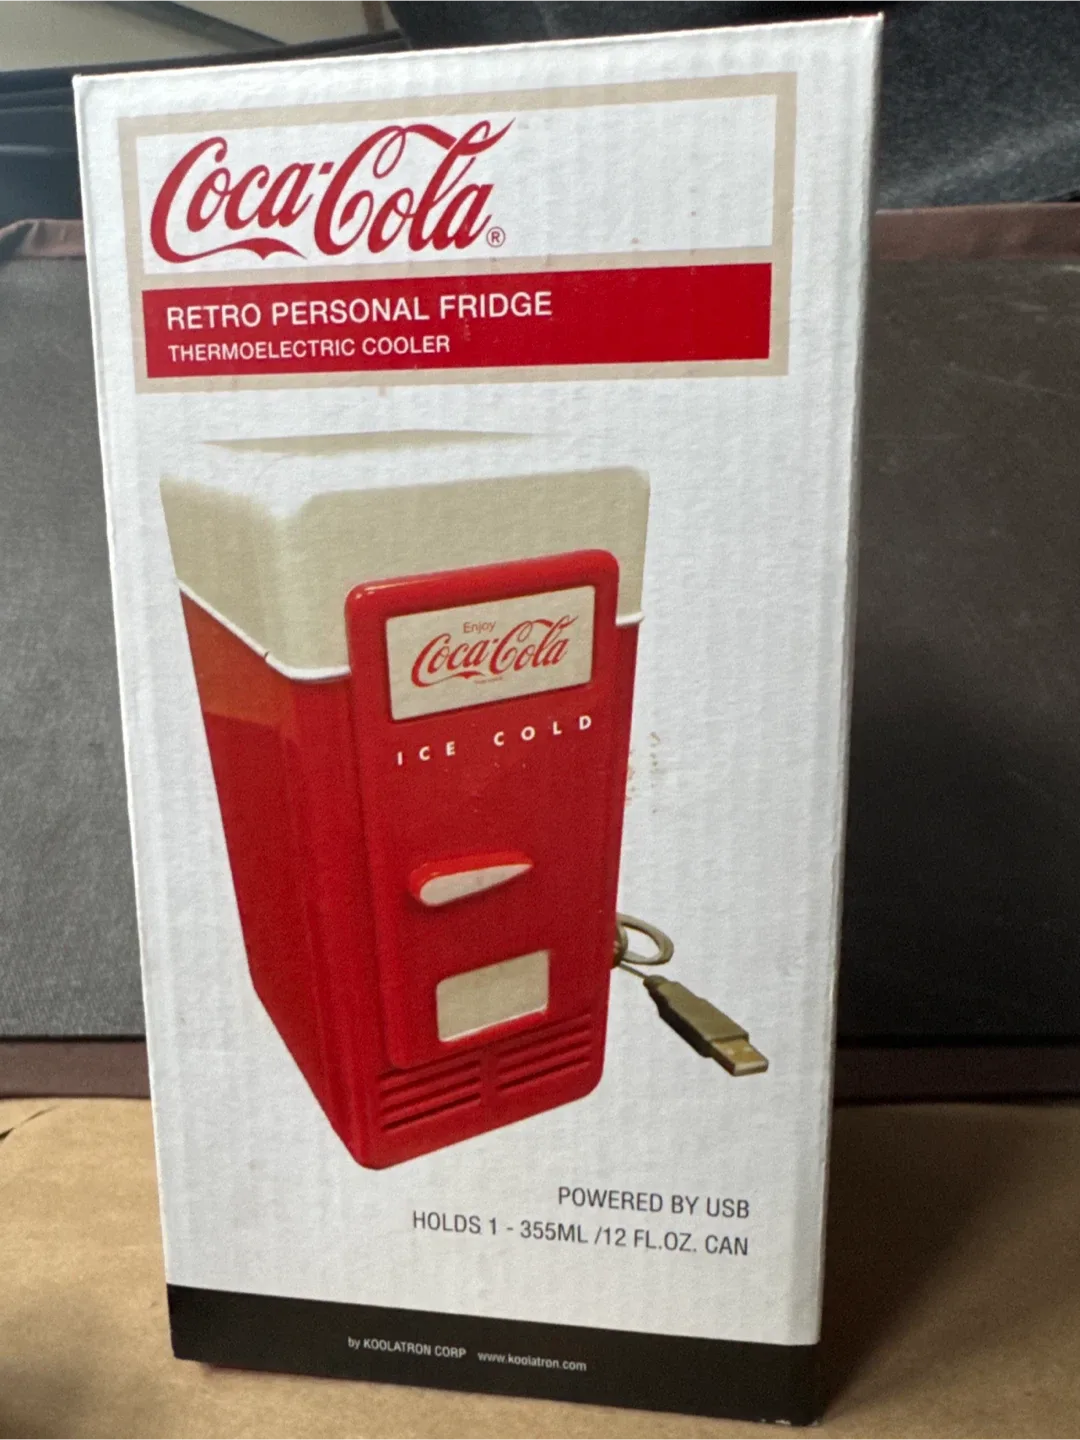 Coca-Cola®
RETRO PERSONAL FRIDGE
THERMOELECTRIC COOLER
Enjoy
Coca-Cola
ICE COLD
POWERED BY USB
HOLDS 1 - 355ML /12 FL.OZ. CAN
by KOOLATRON CORP www.koolatron.com